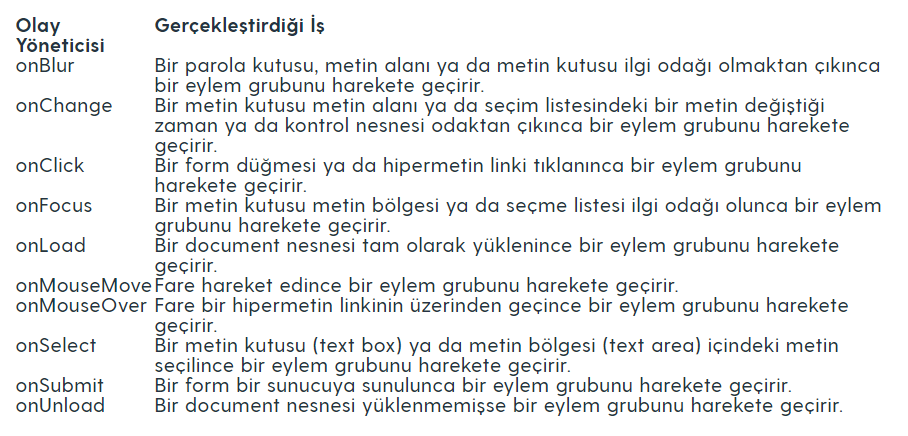 Olay Gerçekleştirdiği İş
Yöneticisi
onBlur Bir parola kutusu, metin alanı ya da metin kutusu ilgi odağı olmaktan çıkınca
bir eylem grubunu harekete geçirir.
onChange Bir metin kutusu metin alanı ya da seçim listesindeki bir metin değiştiği
zaman ya da kontrol nesnesi odaktan çıkınca bir eylem grubunu harekete
geçirir.
onClick Bir form düğmesi ya da hipermetin linki tıklanınca bir eylem grubunu
harekete geçirir.
onFocus Bir metin kutusu metin bölgesi ya da seçme listesi ilgi odağı olunca bir eylem
grubunu harekete geçirir.
onLoad Bir document nesnesi tam olarak yüklenince bir eylem grubunu harekete
geçirir.
onMouseMove Fare hareket edince bir eylem grubunu harekete geçirir.
onMouseOver Fare bir hipermetin linkinin üzerinden geçince bir eylem grubunu harekete
geçirir.
onSelect Bir metin kutusu (text box) ya da metin bölgesi (text area) içindeki metin
seçilince bir eylem grubunu harekete geçirir.
onSubmit Bir form bir sunucuya sunulunca bir eylem grubunu harekete geçirir.
onUnload Bir document nesnesi yüklenmemişse bir eylem grubunu harekete geçirir.